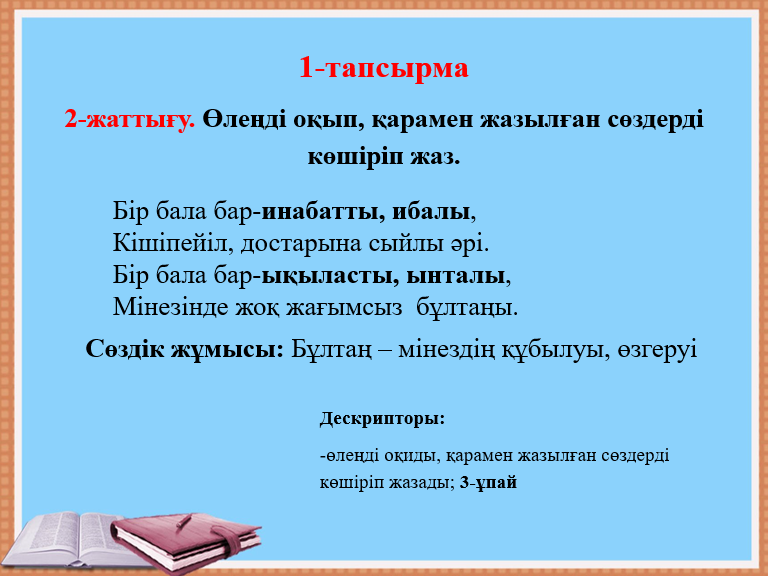 1-тапсырма
2-жаттығу. Өлеңді оқып, қарамен жазылған сөздерді
көшіріп жаз.
Бір бала бар-инабатты, ибалы,
Кішіпейіл, достарына сыйлы әрі.
Бір бала бар-ықыласты, ынталы,
Мінезінде жоқ жағымсыз  бұлтаңы.
Сөздік жұмысы: Бұлтаң – мінездің құбылуы, өзгеруі
Дескрипторы:
-өлеңді оқиды, қарамен жазылған сөздерді
көшіріп жазады; 3-ұпай